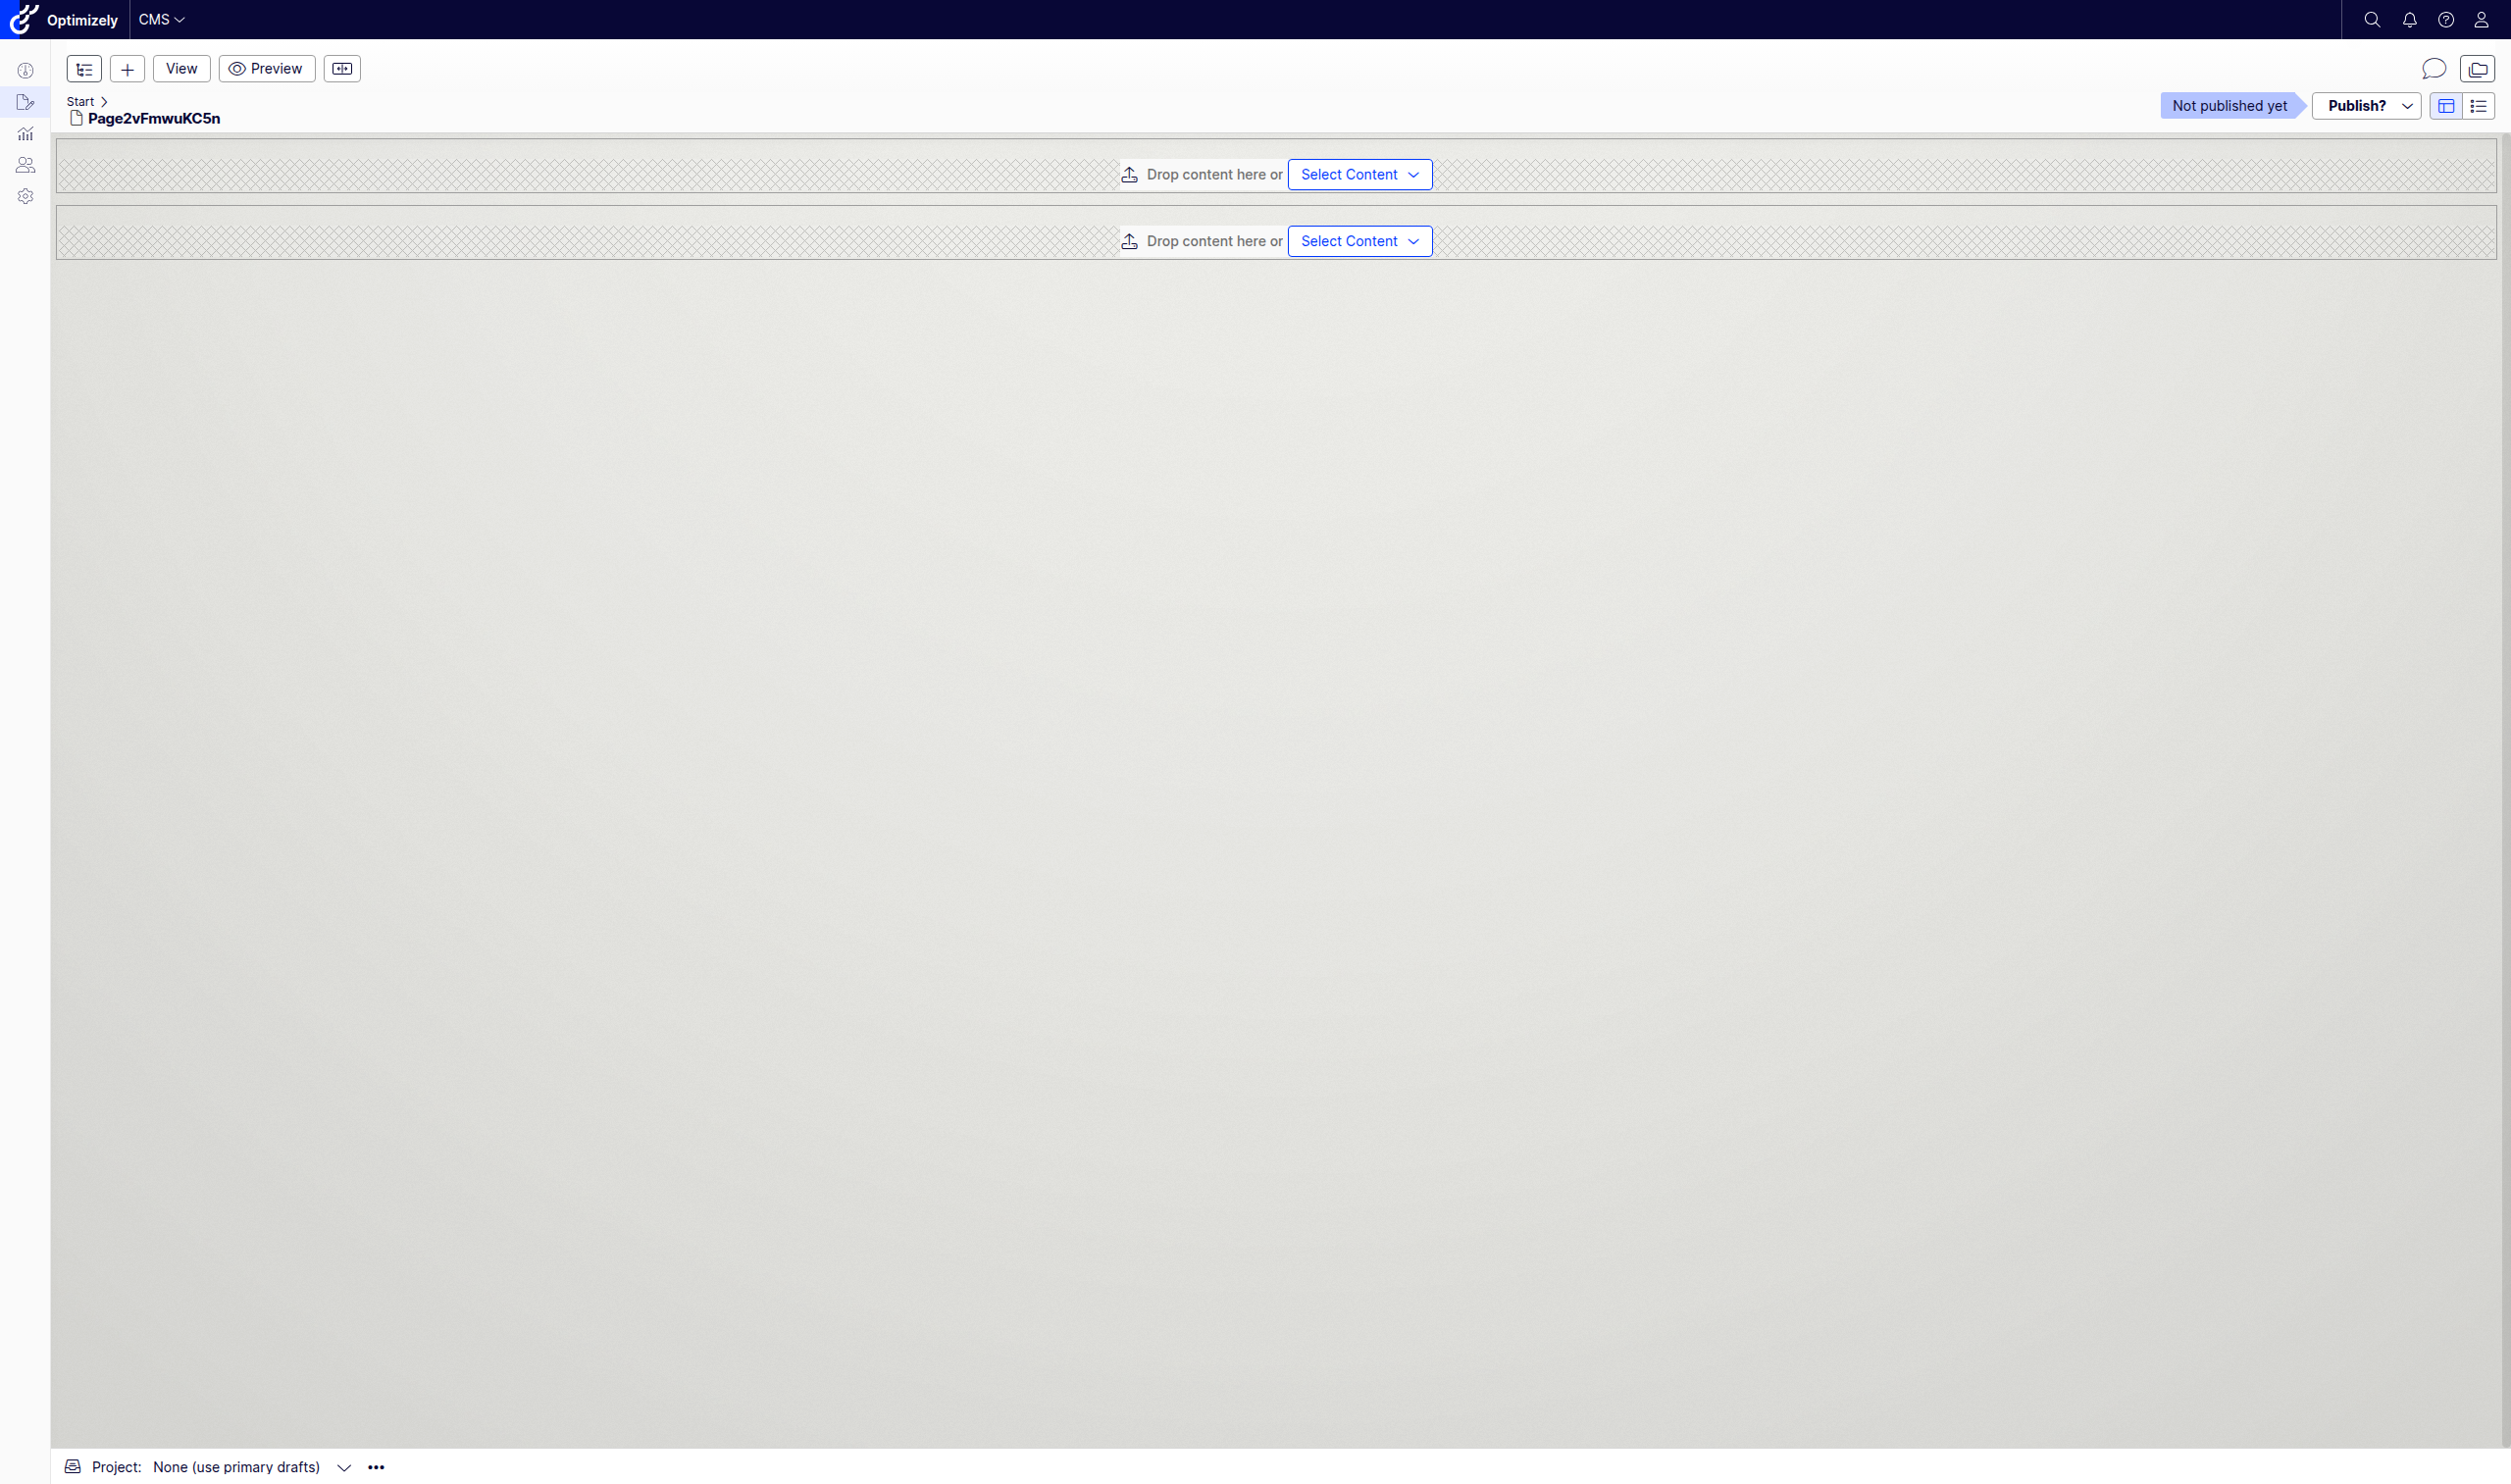 Optimizely CMS
View Preview
Start
Page2vFmwuKC5n
Not published yet Publish?
Drop content here or Select Content
Drop content here or Select Content
Project: None (use primary drafts)